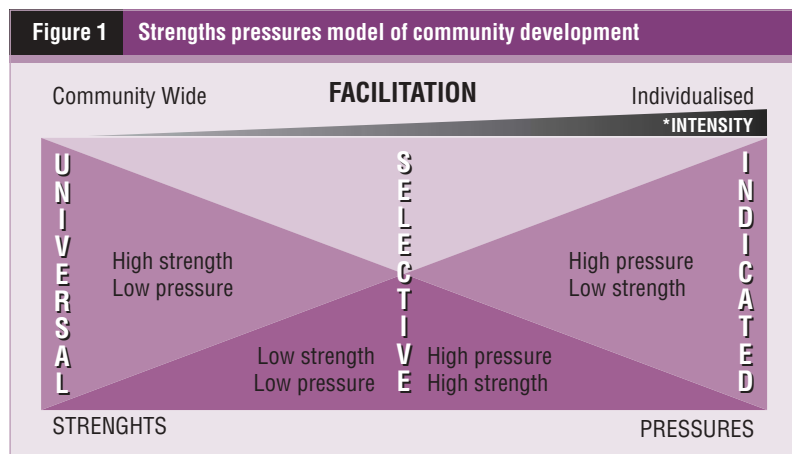 Figure 1 Strengths pressures model of community development
Community Wide FACILITATION Individualised
*INTENSITY
UNIVERSAL
SELECTIVE
INDICATED
High strength
Low pressure
High pressure
Low strength
Low strength
Low pressure
High pressure
High strength
STRENGHTS
PRESSURES